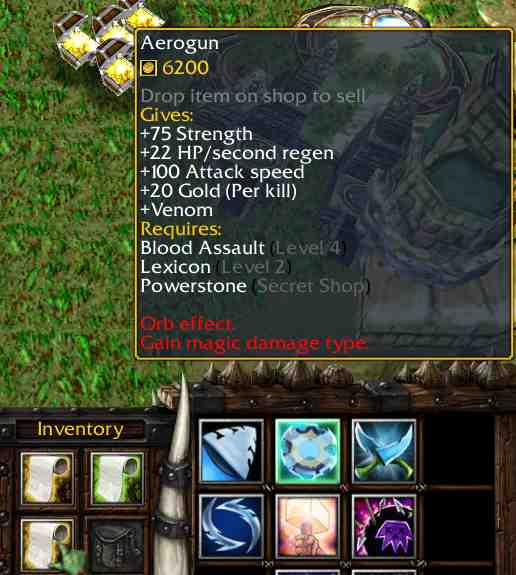 Aerogun
6200
Drop item on shop to sell
Gives:
+75 Strength
+22 HP/second regen
+100 Attack speed
+20 Gold (Per kill)
+Venom
Requires:
Blood Assault (Level 4)
Lexicon (Level 2)
Powerstone (Secret Shop)
Orb effect.
Gain magic damage type.
Inventory